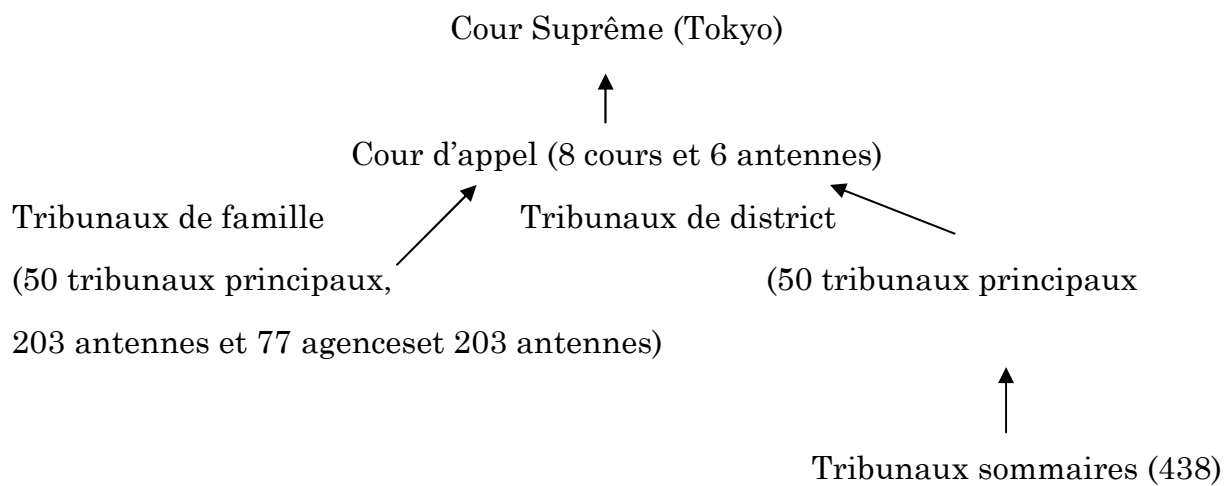 Cour Suprême (Tokyo)
Cour d'appel (8 cours et 6 antennes)
Tribunaux de famille Tribunaux de district
(50 tribunaux principaux, (50 tribunaux principaux
203 antennes et 77 agenceset 203 antennes)
Tribunaux sommaires (438)